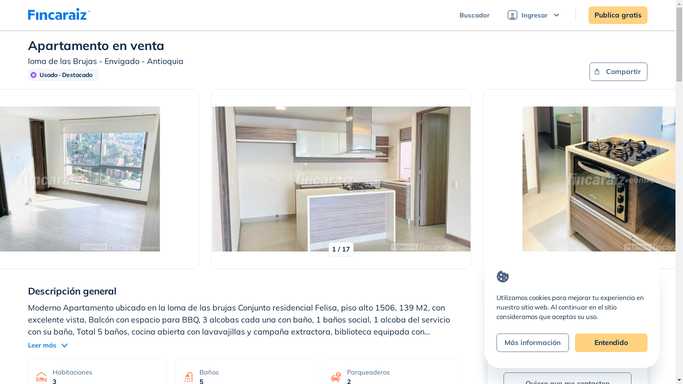 Fincaraiz
Buscador
Ingresar
Publica gratis
Apartamento en venta
loma de las Brujas - Envigado - Antioquia
Usado - Destacado
Compartir
fincaraiz
fincaraiz
fincaraiz
1 / 17
Descripción general
Moderno Apartamento ubicado en la loma de las brujas Conjunto residencial Felisa, piso alto 1506, 139 M2, con
excelente vista, Balcón con espacio para BBQ, 3 alcobas cada una con baño, 1 baños social, 1 alcoba del servicio
con su baño, Total 5 baños, cocina abierta con lavavajillas y campaña extractora, biblioteca equipada con...
Leer más
Habitaciones
3
Baños
5
Parqueaderos
2
Utilizamos cookies para mejorar tu experiencia en
nuestro sitio web. Al continuar en el sitio
consideramos que aceptas su uso.
Más información
Entendido
Quiero que me contacten